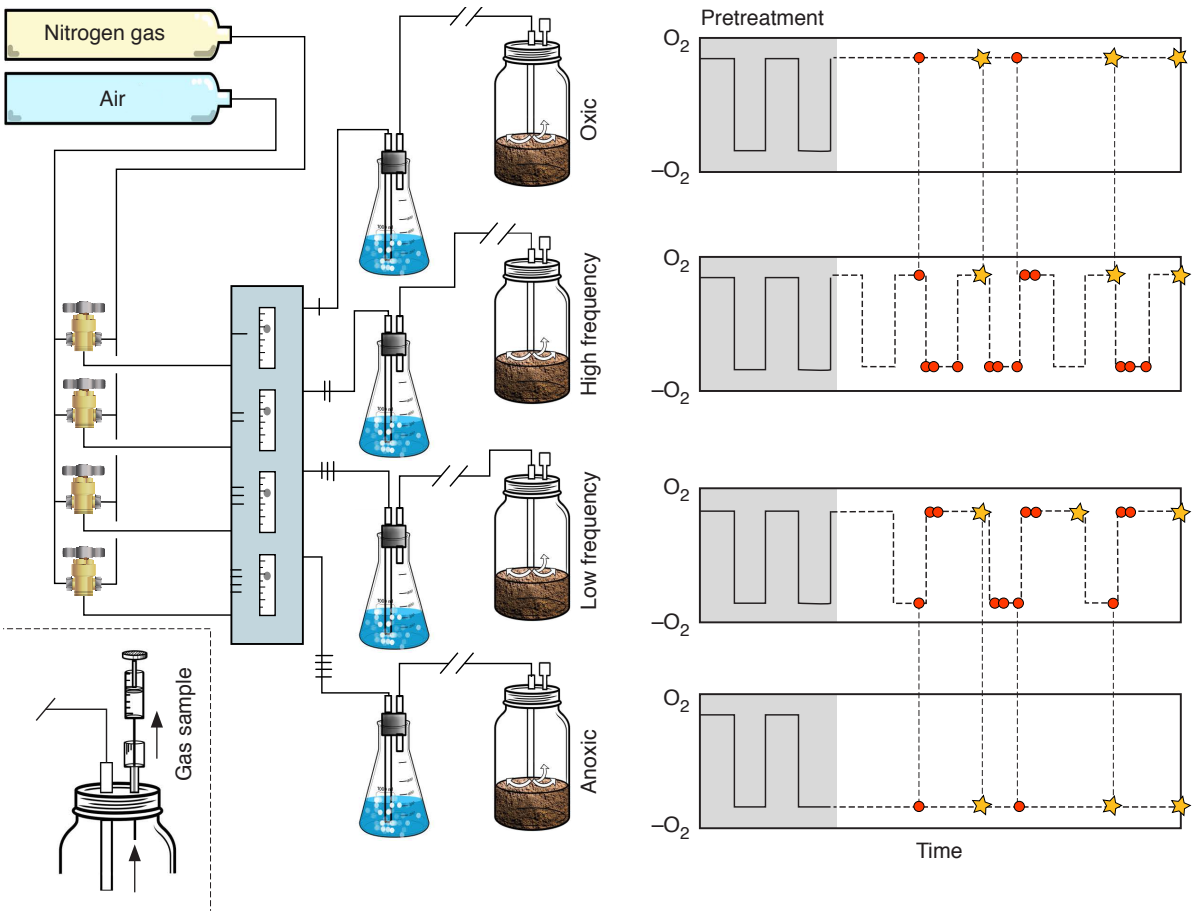 Nitrogen gas
Air
Oxic
High frequency
Low frequency
Anoxic
Gas sample
Pretreatment
O2
–O2
O2
–O2
O2
–O2
O2
–O2
Time